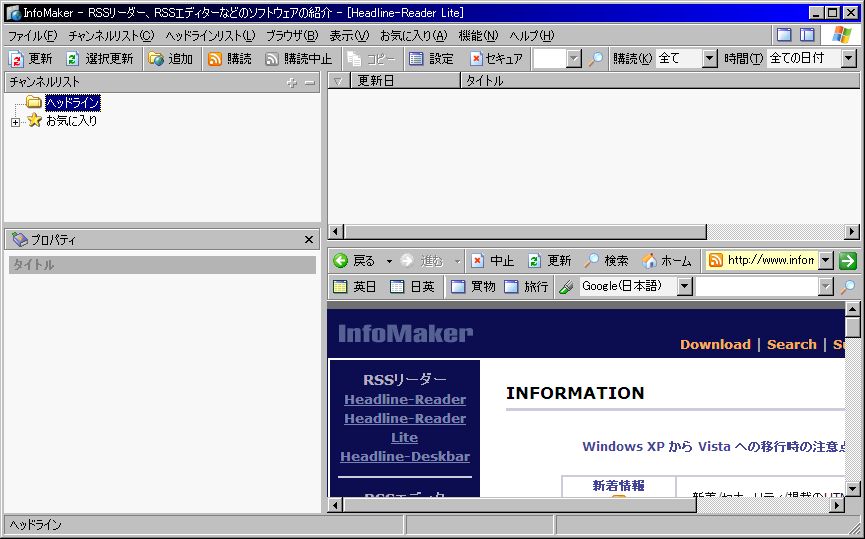 InfoMaker - RSSリーダー、RSSエディターなどのソフトウェアの紹介 - [Headline-Reader Lite]
ファイル(F) チャンネルリスト(C) ヘッドラインリスト(L) ブラウザ(B) 表示(V) お気に入り(A) 機能(N) ヘルプ(H)
更新 選択更新 追加 購読 購読中止 コピー 設定 セキュア 購読(K) 全て 時間(T) 全ての日付
チャンネルリスト
更新日 タイトル
ヘッドライン
お気に入り
プロパティ
タイトル
戻る 進む 中止 更新 検索 ホーム http://www.infor
英日 日英 買物 旅行 Google(日本語)
InfoMaker
Download | Search | Su
RSSリーダー
Headline-Reader
Headline-Reader
Lite
Headline-Deskbar
RSSエディタ
INFORMATION
Windows XP から Vista への移行時の注意点
新着情報
ヘッドライン